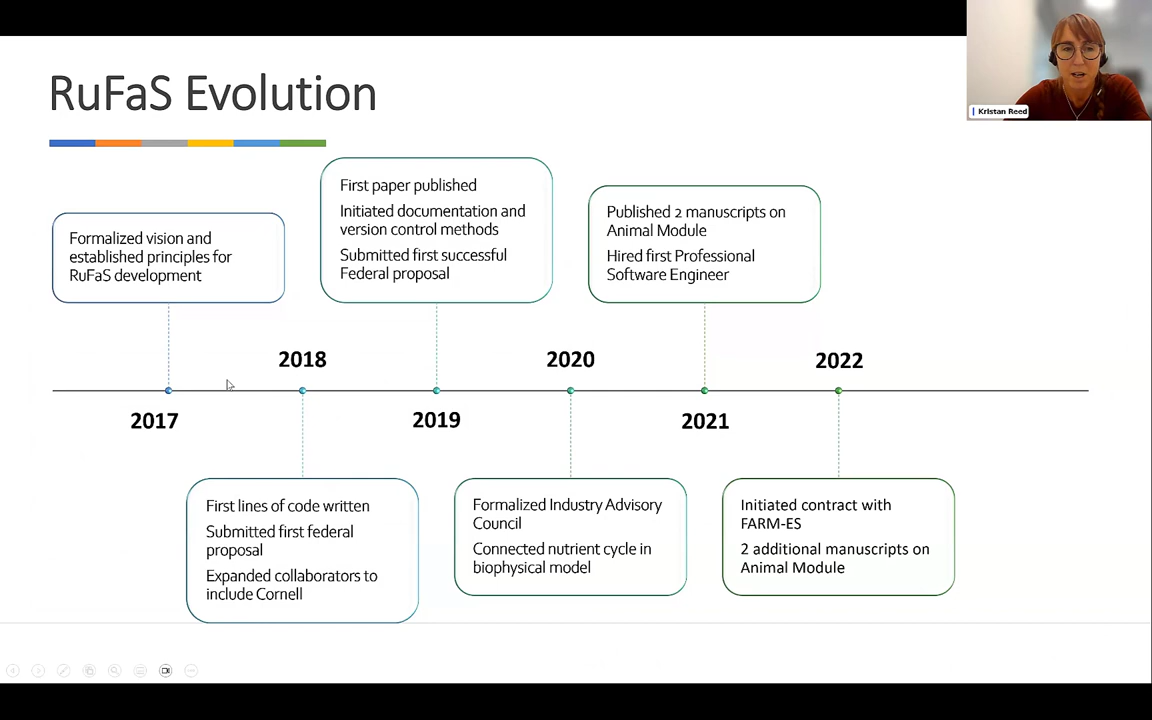 RuFaS Evolution
Kristan Reed
Formalized vision and
established principles for
RuFaS development
First paper published
Initiated documentation and
version control methods
Submitted first successful
Federal proposal
Published 2 manuscripts on
Animal Module
Hired first Professional
Software Engineer
2018
2020
2022
2017
2019
2021
First lines of code written
Submitted first federal
proposal
Expanded collaborators to
include Cornell
Formalized Industry Advisory
Council
Connected nutrient cycle in
biophysical model
Initiated contract with
FARM-ES
2 additional manuscripts on
Animal Module